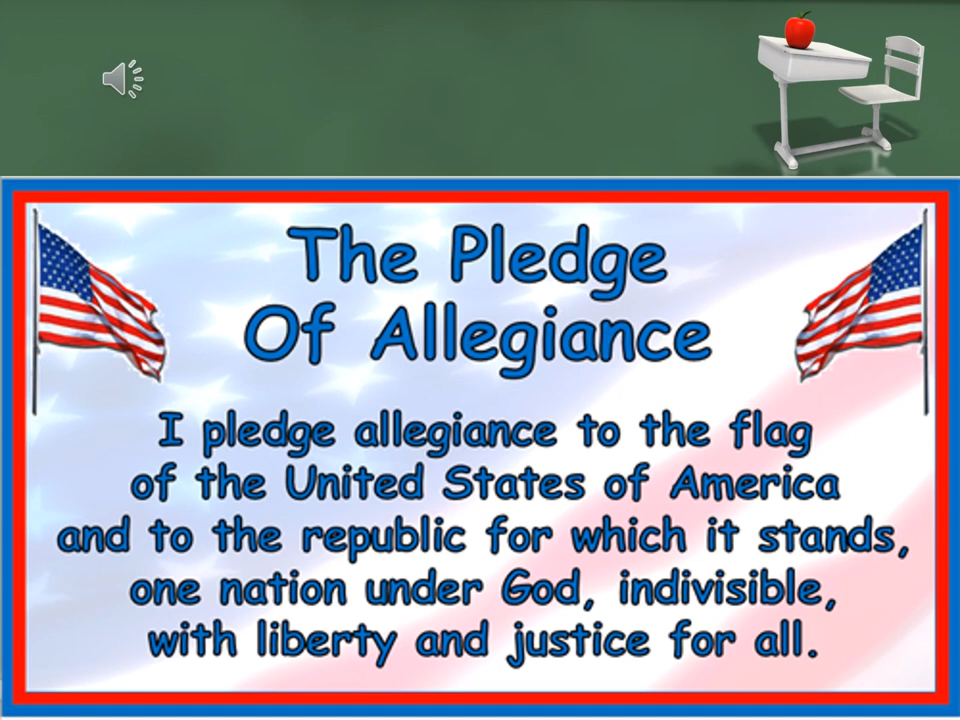 The Pledge
Of Allegiance
I pledge allegiance to the flag
of the United States of America
and to the republic for which it stands,
one nation under God, indivisible,
with liberty and justice for all.